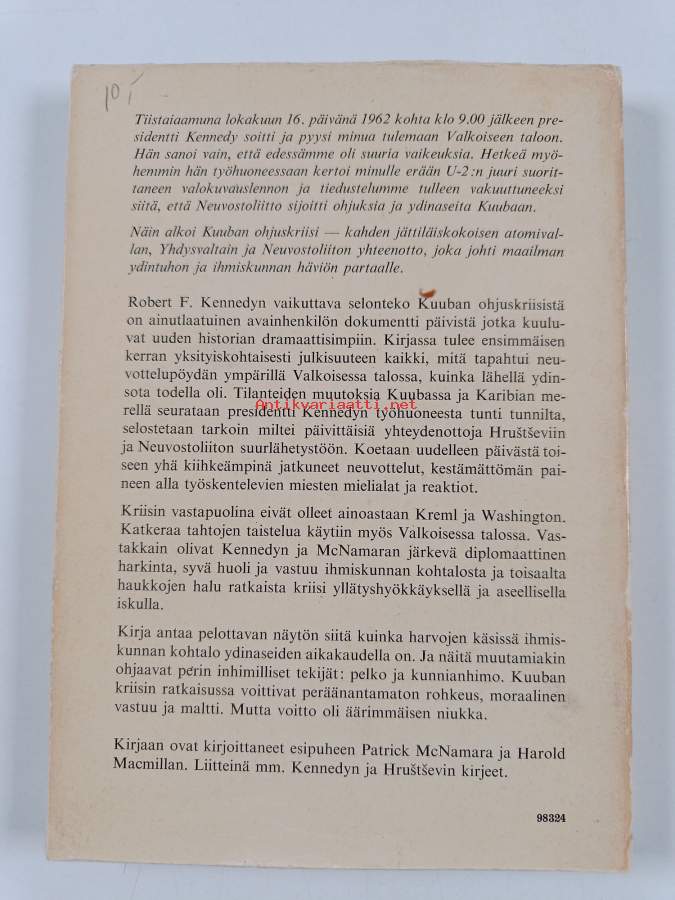 10
Tiistaiaamuna lokakuun 16. päivänä 1962 kohta klo 9.00 jälkeen pre-
sidentti Kennedy soitti ja pyysi minua tulemaan Valkoiseen taloon.
Hän sanoi vain, että edessämme oli suuria vaikeuksia. Hetkeä myö-
hemmin hän työhuoneessaan kertoi minulle erään U-2:n juuri suorit-
taneen valokuvauslennon ja tiedustelumme tulleen vakuuttuneeksi
siitä, että Neuvostoliitto sijoitti ohjuksia ja ydinaseita Kuubaan.
Näin alkoi Kuuban ohjuskriisi — kahden jättiläiskokoisen atomival-
lan, Yhdysvaltain ja Neuvostoliiton yhteenotto, joka johti maailman
ydintuhon ja ihmiskunnan häviön partaalle.
Robert F. Kennedyn vaikuttava selonteko Kuuban ohjuskriisistä
on ainutlaatuinen avainhenkilön dokumentti päivistä jotka kuulu-
vat uuden historian dramaattisimpiin. Kirjassa tulee ensimmäisen
kerran yksityiskohtaisesti julkisuuteen kaikki, mitä tapahtui neu-
vottelupöydän ympärillä Valkoisessa talossa, kuinka lähellä ydin-
sota todella oli. Tilanteiden muutoksia Kuubassa ja Karibian me-
Antikvariaatti.net
rellä seurataan presidentti Kennedyn työhuoneesta tunti tunnilta,
selostetaan tarkoin miltei päivittäisiä yhteydenottoja Hruštševiin
ja Neuvostoliiton suurlähetystöön. Koetaan uudelleen päivästä toi-
seen yhä kiihkeämpinä jatkuneet neuvottelut, kestämättömän pai-
neen alla työskentelevien miesten mielialat ja reaktiot.
Kriisin vastapuolina eivät olleet ainoastaan Kreml ja Washington.
Katkeraa tahtojen taistelua käytiin myös Valkoisessa talossa. Vas-
takkain olivat Kennedyn ja McNamaran järkevä diplomaattinen
harkinta, syvä huoli ja vastuu ihmiskunnan kohtalosta ja toisaalta
haukkojen halu ratkaista kriisi yllätyshyökkäyksellä ja aseellisella
iskulla.
Kirja antaa pelottavan näytön siitä kuinka harvojen käsissä ihmis-
kunnan kohtalo ydinaseiden aikakaudella on. Ja näitä muutamiakin
ohjaavat perin inhimilliset tekijät: pelko ja kunnianhimo. Kuuban
kriisin ratkaisussa voittivat peräänantamaton rohkeus, moraalinen
vastuu ja maltti. Mutta voitto oli äärimmäisen niukka.
Kirjaan ovat kirjoittaneet esipuheen Patrick McNamara ja Harold
Macmillan. Liitteinä mm. Kennedyn ja Hruštševin kirjeet.
98324